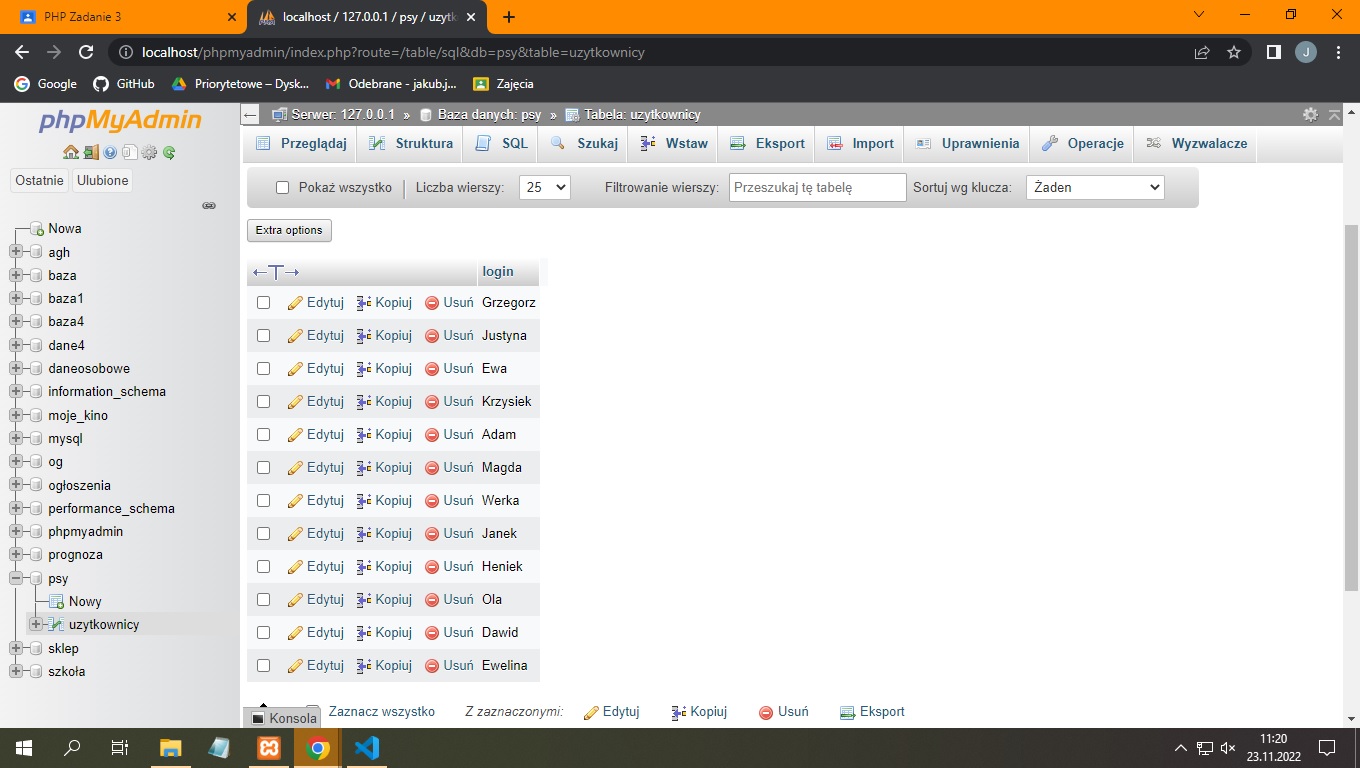 PHP Zadanie 3
localhost / 127.0.0.1 / psy / uzytk
localhost/phpmyadmin/index.php?route=/table/sql&db=psy&table=uzytkownicy
J
Google GitHub Priorytetowe – Dysk... Odebrane - jakub.j... Zajęcia
phpMyAdmin
Ostatnie Ulubione
Nowa
agh
baza
baza1
baza4
dane4
daneosobowe
information_schema
moje_kino
mysql
og
ogłoszenia
performance_schema
phpmyadmin
prognoza
psy
Nowy
uzytkownicy
sklep
szkoła
Serwer: 127.0.0.1 » Baza danych: psy » Tabela: uzytkownicy
Przeglądaj Struktura SQL Szukaj Wstaw Eksport Import Uprawnienia Operacje Wyzwalacze
Pokaż wszystko Liczba wierszy: 25 Filtrowanie wierszy: Przeszukaj tę tabelę Sortuj wg klucza: Żaden
Extra options
←T→ login
Edytuj Kopiuj Usuń Grzegorz
Edytuj Kopiuj Usuń Justyna
Edytuj Kopiuj Usuń Ewa
Edytuj Kopiuj Usuń Krzysiek
Edytuj Kopiuj Usuń Adam
Edytuj Kopiuj Usuń Magda
Edytuj Kopiuj Usuń Werka
Edytuj Kopiuj Usuń Janek
Edytuj Kopiuj Usuń Heniek
Edytuj Kopiuj Usuń Ola
Edytuj Kopiuj Usuń Dawid
Edytuj Kopiuj Usuń Ewelina
Zaznacz wszystko Z zaznaczonymi: Edytuj Kopiuj Usuń Eksport
Konsola
11:20
23.11.2022